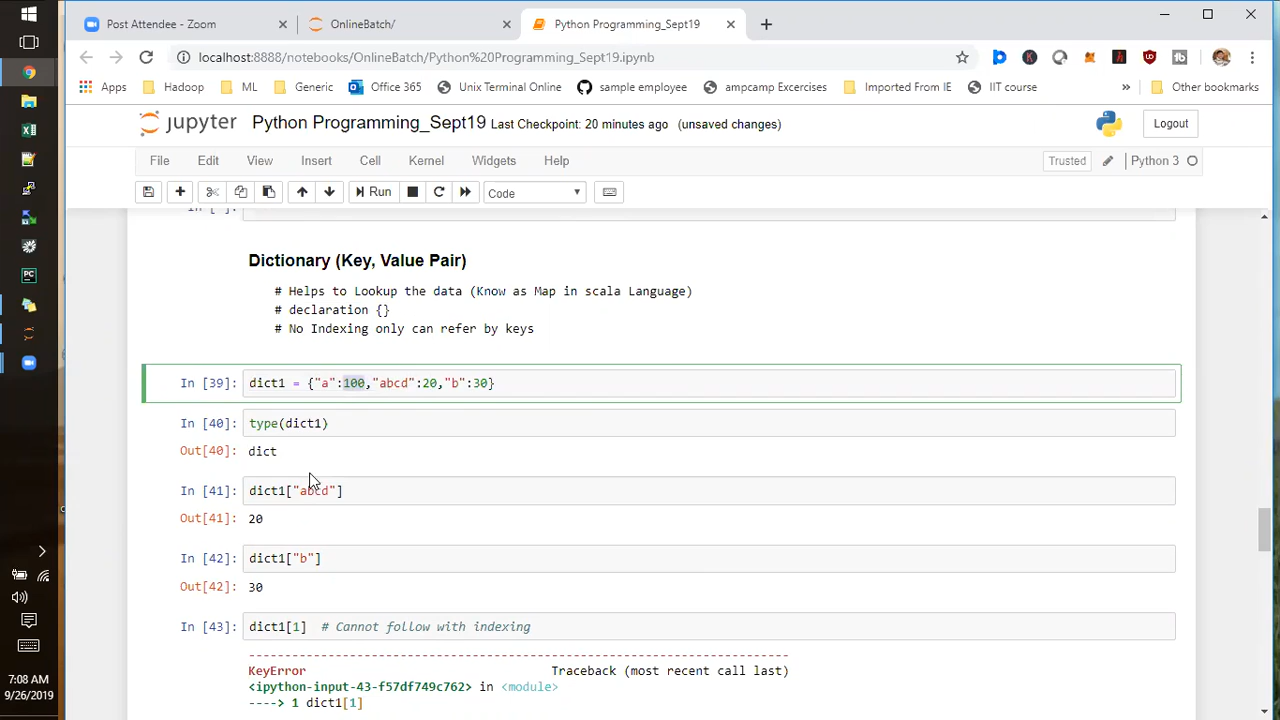 Post Attendee - Zoom
OnlineBatch/
Python Programming_Sept19
localhost:8888/notebooks/OnlineBatch/Python%20Programming_Sept19.ipynb
Apps Hadoop ML Generic Office 365 Unix Terminal Online sample employee ampcamp Excercises Imported From IE IIT course » Other bookmarks
jupyter Python Programming_Sept19 Last Checkpoint: 20 minutes ago (unsaved changes) Logout
File Edit View Insert Cell Kernel Widgets Help Trusted Python 3
Run Code
In [ ]:
Dictionary (Key, Value Pair)
# Helps to Lookup the data (Know as Map in scala Language)
# declaration {}
# No Indexing only can refer by keys
In [39]: dict1 = {"a":100,"abcd":20,"b":30}
In [40]: type(dict1)
Out[40]: dict
In [41]: dict1["abcd"]
Out[41]: 20
In [42]: dict1["b"]
Out[42]: 30
In [43]: dict1[1] # Cannot follow with indexing
---------------------------------------------------------------------------
KeyError Traceback (most recent call last)
<ipython-input-43-f57df749c762> in <module>
----> 1 dict1[1]
7:08 AM
9/26/2019